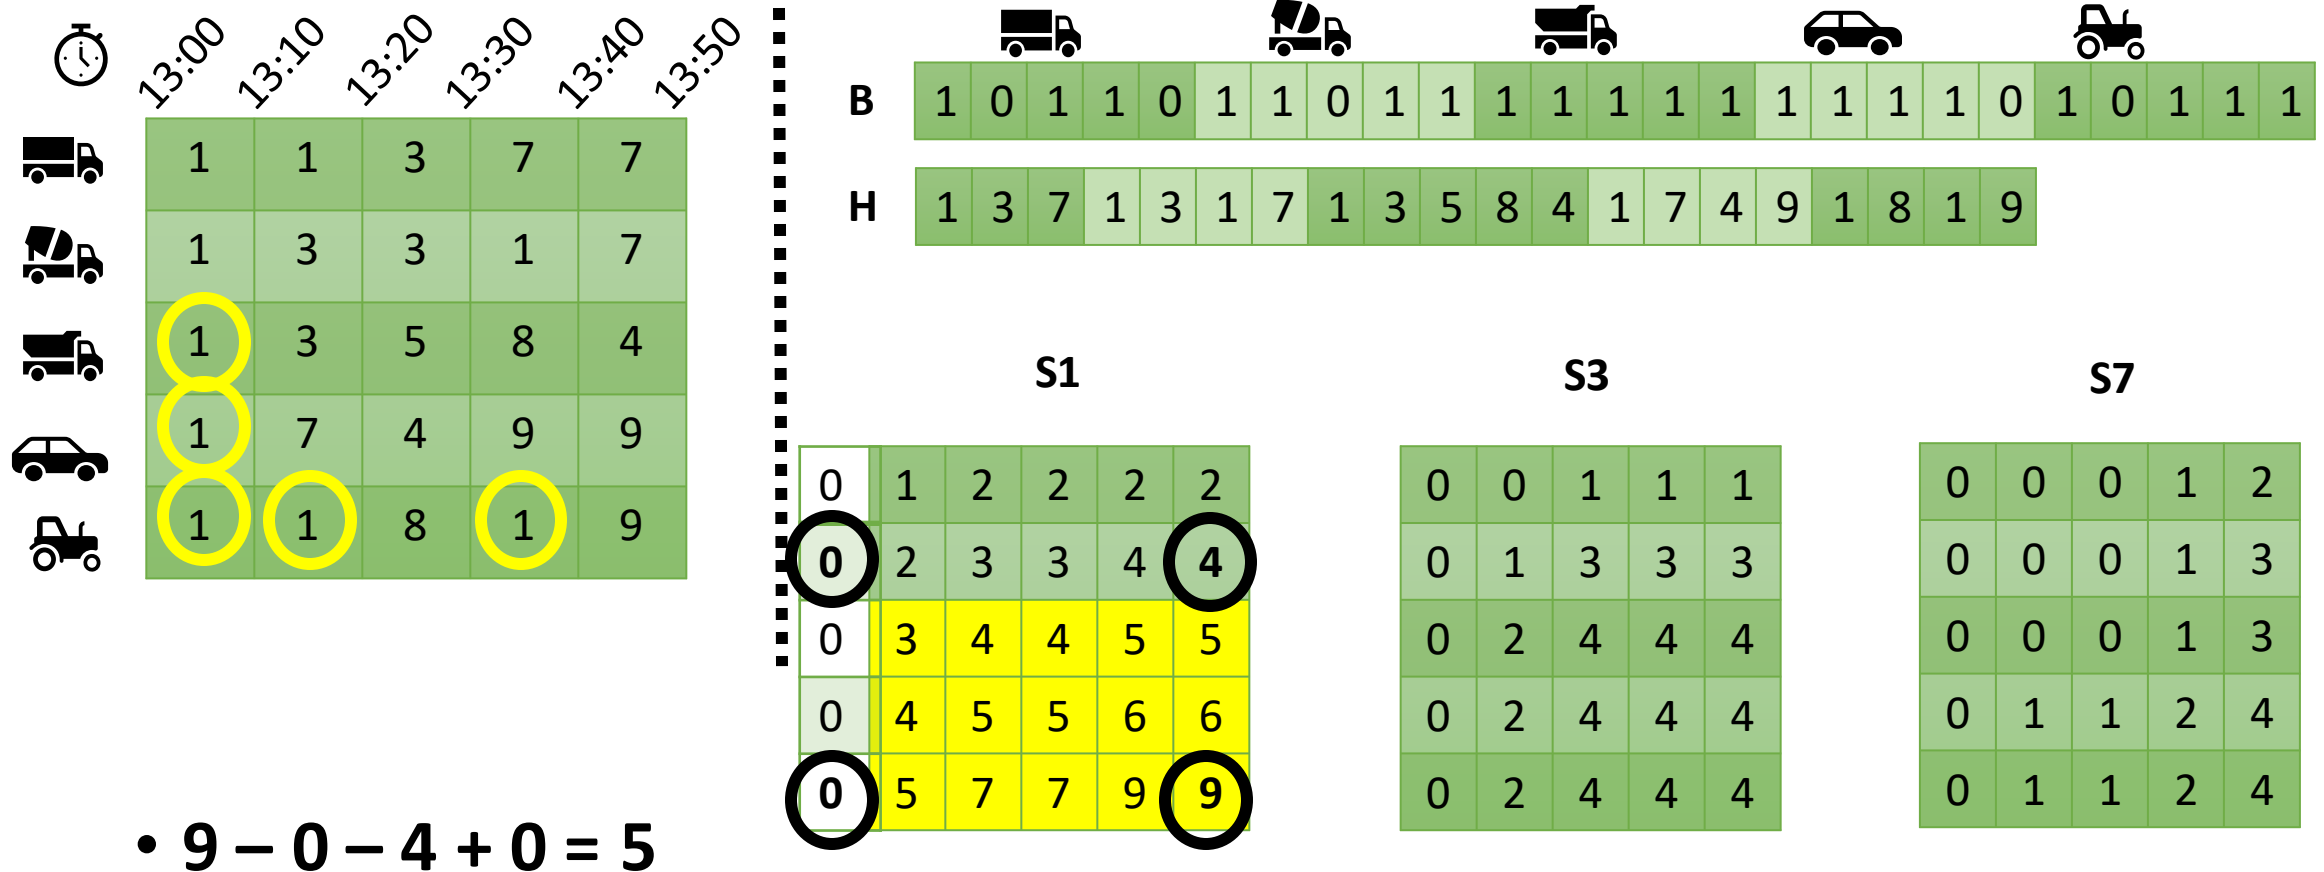 13:00 13:10 13:20 13:30 13:40 13:50
1 1 3 7 7
1 3 3 1 7
1 3 5 8 4
1 7 4 9 9
1 1 8 1 9
• 9 – 0 – 4 + 0 = 5
B 1 0 1 1 0 1 1 0 1 1 1 1 1 1 1 1 1 1 1 0 1 0 1 1 1
H 1 3 7 1 3 1 7 1 3 5 8 4 1 7 4 9 1 8 1 9
S1
0 1 2 2 2 2
0 2 3 3 4 4
0 3 4 4 5 5
0 4 5 5 6 6
0 5 7 7 9 9
S3
0 0 1 1 1
0 1 3 3 3
0 2 4 4 4
0 2 4 4 4
0 2 4 4 4
S7
0 0 0 1 2
0 0 0 1 3
0 0 0 1 3
0 1 1 2 4
0 1 1 2 4